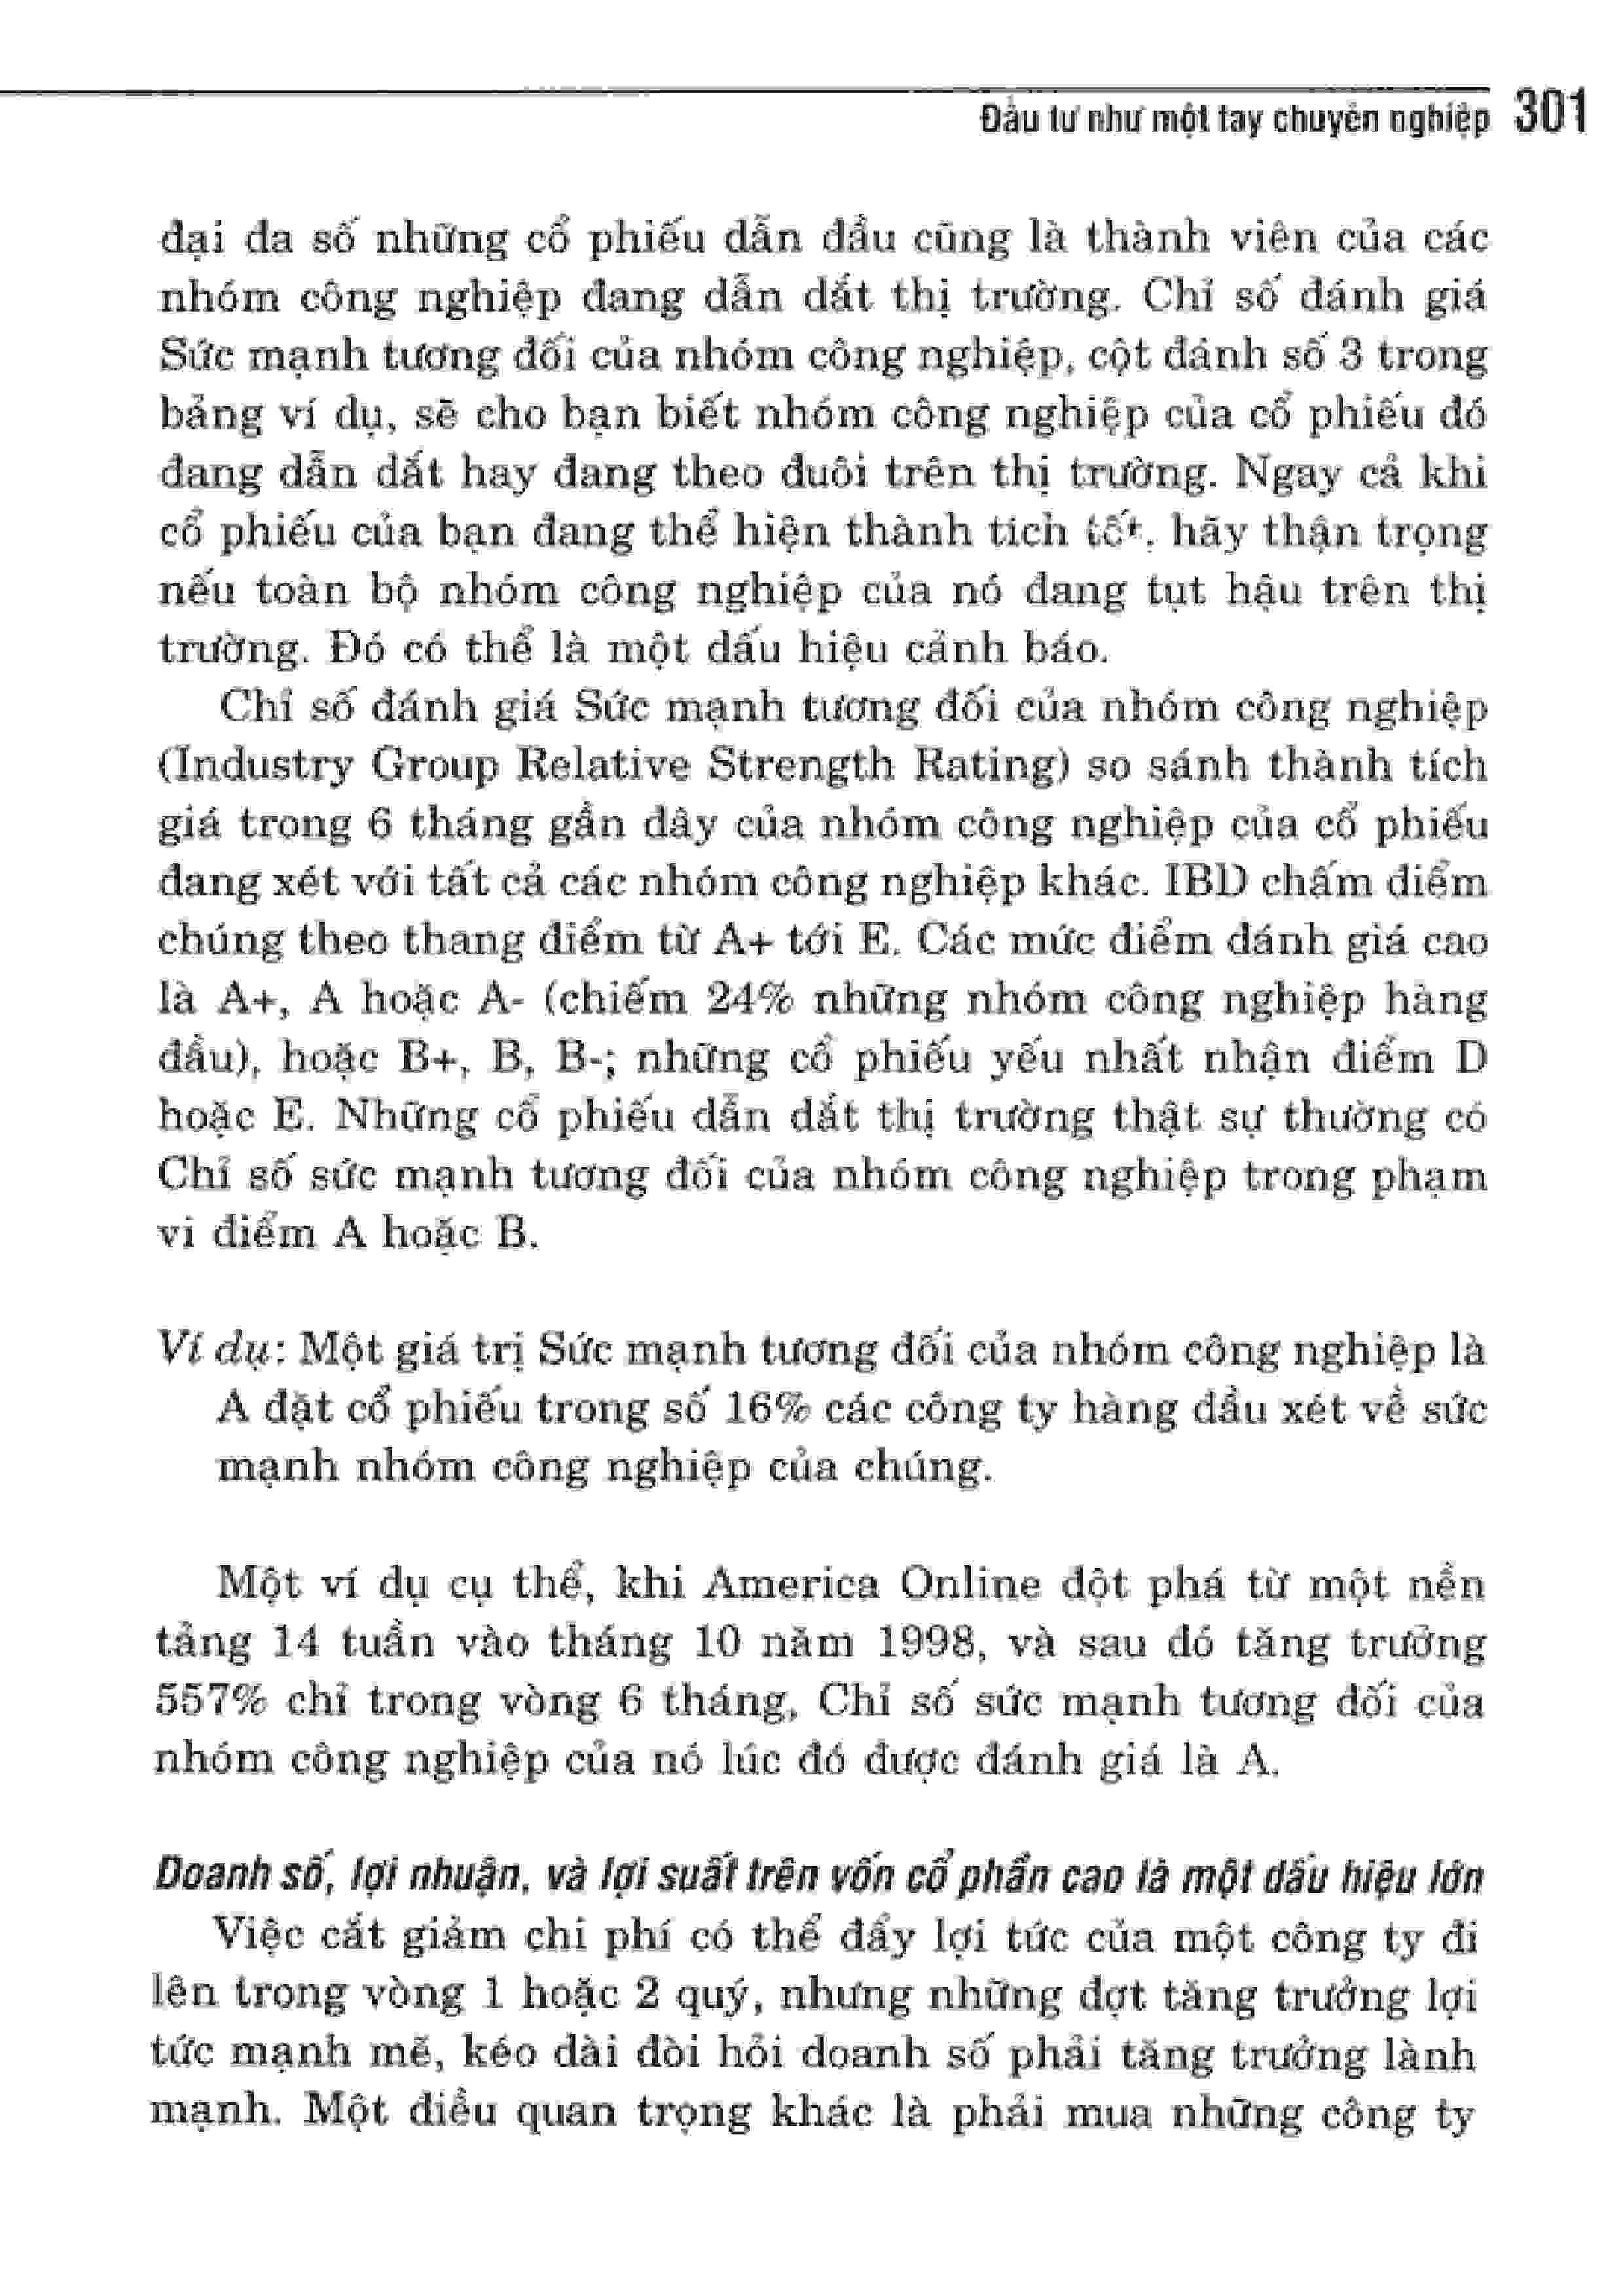 Đầu tư như một tay chuyên nghiệp 301
đại đa số những cổ phiếu dẫn đầu cũng là thành viên của các
nhóm công nghiệp đang dẫn dắt thị trường. Chỉ số đánh giá
Sức mạnh tương đối của nhóm công nghiệp, cột đánh số 3 trong
bảng ví dụ, sẽ cho bạn biết nhóm công nghiệp của cổ phiếu đó
đang dẫn dắt hay đang theo đuôi trên thị trường. Ngay cả khi
cổ phiếu của bạn đang thể hiện thành tích tốt, hãy thận trọng
nếu toàn bộ nhóm công nghiệp của nó đang tụt hậu trên thị
trường. Đó có thể là một dấu hiệu cảnh báo.
Chỉ số đánh giá Sức mạnh tương đối của nhóm công nghiệp
(Industry Group Relative Strength Rating) so sánh thành tích
giá trong 6 tháng gần đây của nhóm công nghiệp của cổ phiếu
đang xét với tất cả các nhóm công nghiệp khác. IBD chấm điểm
chúng theo thang điểm từ A+ tới E. Các mức điểm đánh giá cao
là A+, A hoặc A- (chiếm 24% những nhóm công nghiệp hàng
đầu), hoặc B+, B, B-; những cổ phiếu yếu nhất nhận điểm D
hoặc E. Những cổ phiếu dẫn dắt thị trường thật sự thường có
Chỉ số sức mạnh tương đối của nhóm công nghiệp trong phạm
vi điểm A hoặc B.
Ví dụ: Một giá trị Sức mạnh tương đối của nhóm công nghiệp là
A đặt cổ phiếu trong số 16% các công ty hàng đầu xét về sức
mạnh nhóm công nghiệp của chúng.
Một ví dụ cụ thể, khi America Online đột phá từ một nền
tảng 14 tuần vào tháng 10 năm 1998, và sau đó tăng trưởng
557% chỉ trong vòng 6 tháng, Chỉ số sức mạnh tương đối của
nhóm công nghiệp của nó lúc đó được đánh giá là A.
Doanh số, lợi nhuận, và lợi suất trên vốn cổ phần cao là một dấu hiệu lớn
Việc cắt giảm chi phí có thể đẩy lợi tức của một công ty đi
lên trong vòng 1 hoặc 2 quý, nhưng những đợt tăng trưởng lợi
tức mạnh mẽ, kéo dài đòi hỏi doanh số phải tăng trưởng lành
mạnh. Một điều quan trọng khác là phải mua những công ty